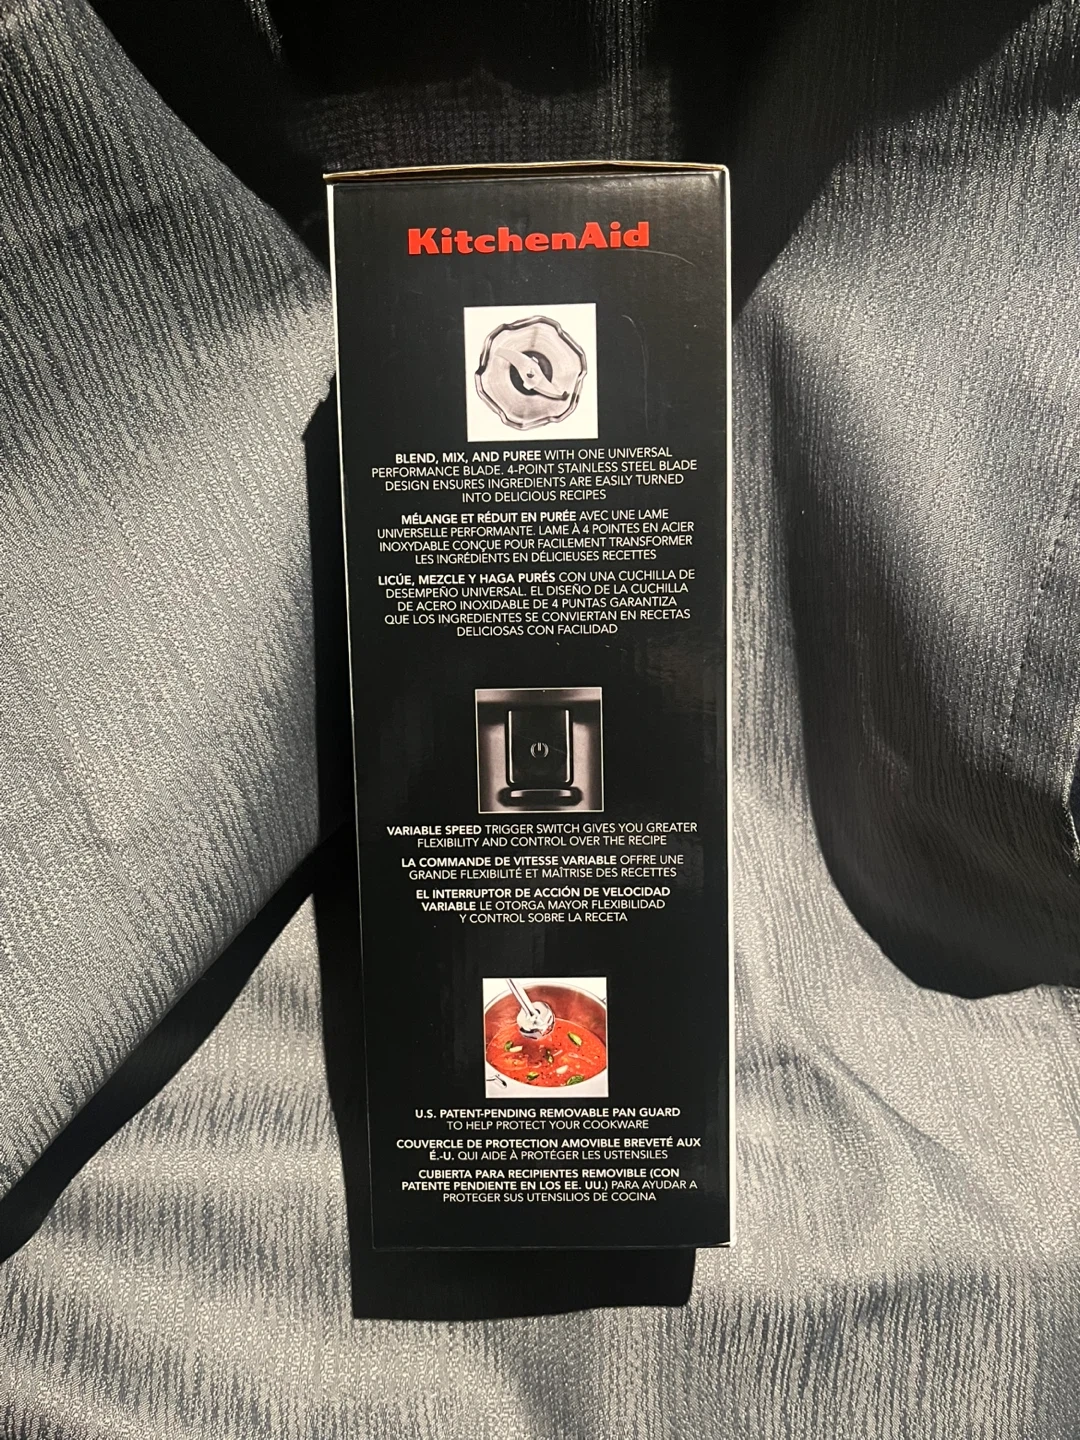 KitchenAid
BLEND, MIX, AND PUREE WITH ONE UNIVERSAL
PERFORMANCE BLADE. 4-POINT STAINLESS STEEL BLADE
DESIGN ENSURES INGREDIENTS ARE EASILY TURNED
INTO DELICIOUS RECIPES
MÉLANGE ET RÉDUIT EN PURÉE AVEC UNE LAME
UNIVERSELLE PERFORMANTE. LAME À 4 POINTES EN ACIER
INOXYDABLE CONÇUE POUR FACILEMENT TRANSFORMER
LES INGRÉDIENTS EN DÉLICIEUSES RECETTES
LICÚE, MEZCLE Y HAGA PURÉS CON UNA CUCHILLA DE
DESEMPEÑO UNIVERSAL. EL DISEÑO DE LA CUCHILLA
DE ACERO INOXIDABLE DE 4 PUNTAS GARANTIZA
QUE LOS INGREDIENTES SE CONVIERTAN EN RECETAS
DELICIOSAS CON FACILIDAD
VARIABLE SPEED TRIGGER SWITCH GIVES YOU GREATER
FLEXIBILITY AND CONTROL OVER THE RECIPE
LA COMMANDE DE VITESSE VARIABLE OFFRE UNE
GRANDE FLEXIBILITÉ ET MAÎTRISE DES RECETTES
EL INTERRUPTOR DE ACCIÓN DE VELOCIDAD
VARIABLE LE OTORGA MAYOR FLEXIBILIDAD
Y CONTROL SOBRE LA RECETA
U.S. PATENT-PENDING REMOVABLE PAN GUARD
TO HELP PROTECT YOUR COOKWARE
COUVERCLE DE PROTECTION AMOVIBLE BREVETÉ AUX
É.-U. QUI AIDE À PROTÉGER LES USTENSILES
CUBIERTA PARA RECIPIENTES REMOVIBLE (CON
PATENTE PENDIENTE EN LOS EE. UU.) PARA AYUDAR A
PROTEGER SUS UTENSILIOS DE COCINA